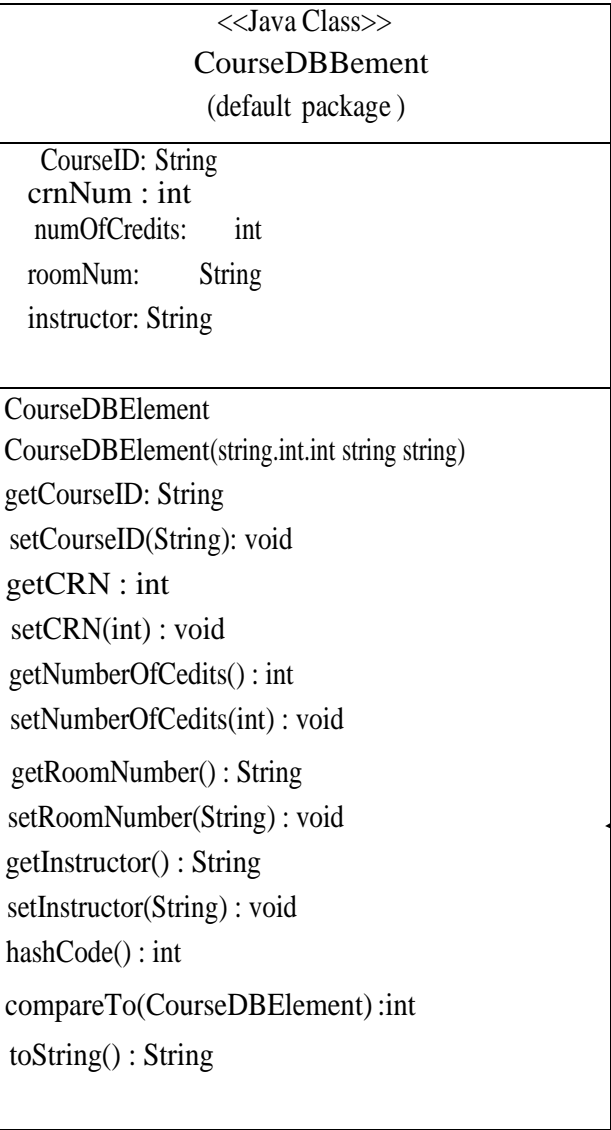 <<Java Class>>
CourseDBBement
(default package )
CourseID: String
crnNum : int
numOfCredits: int
roomNum: String
instructor: String
CourseDBElement
CourseDBElement(string.int.int string string)
getCourseID: String
setCourseID(String): void
getCRN : int
setCRN(int) : void
getNumberOfCedits() : int
setNumberOfCedits(int) : void
getRoomNumber() : String
setRoomNumber(String) : void
getInstructor() : String
setInstructor(String) : void
hashCode() : int
compareTo(CourseDBElement) :int
toString() : String